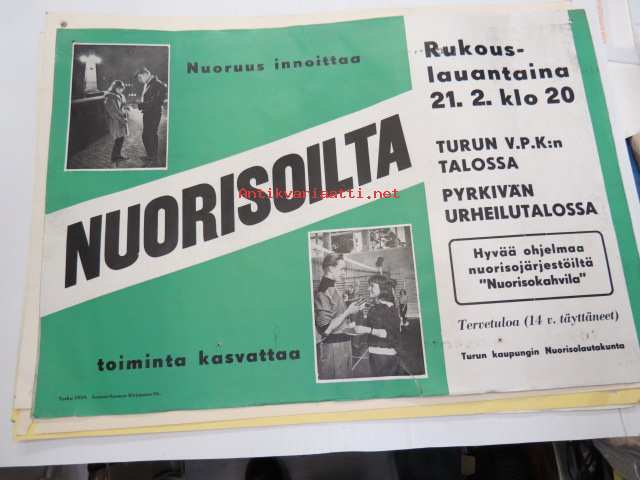 Nuoruus innoittaa
NUORISOILTA
toiminta kasvattaa
Rukous-
lauantaina
21. 2. klo 20
TURUN V.P.K:n
TALOSSA
PYRKIVÄN
URHEILUTALOSSA
Hyvää ohjelmaa
nuorisojärjestöiltä
"Nuorisokahvila"
Tervetuloa (14 v. täyttäneet)
Turun kaupungin Nuorisolautakunta
Antikvariaatti.net